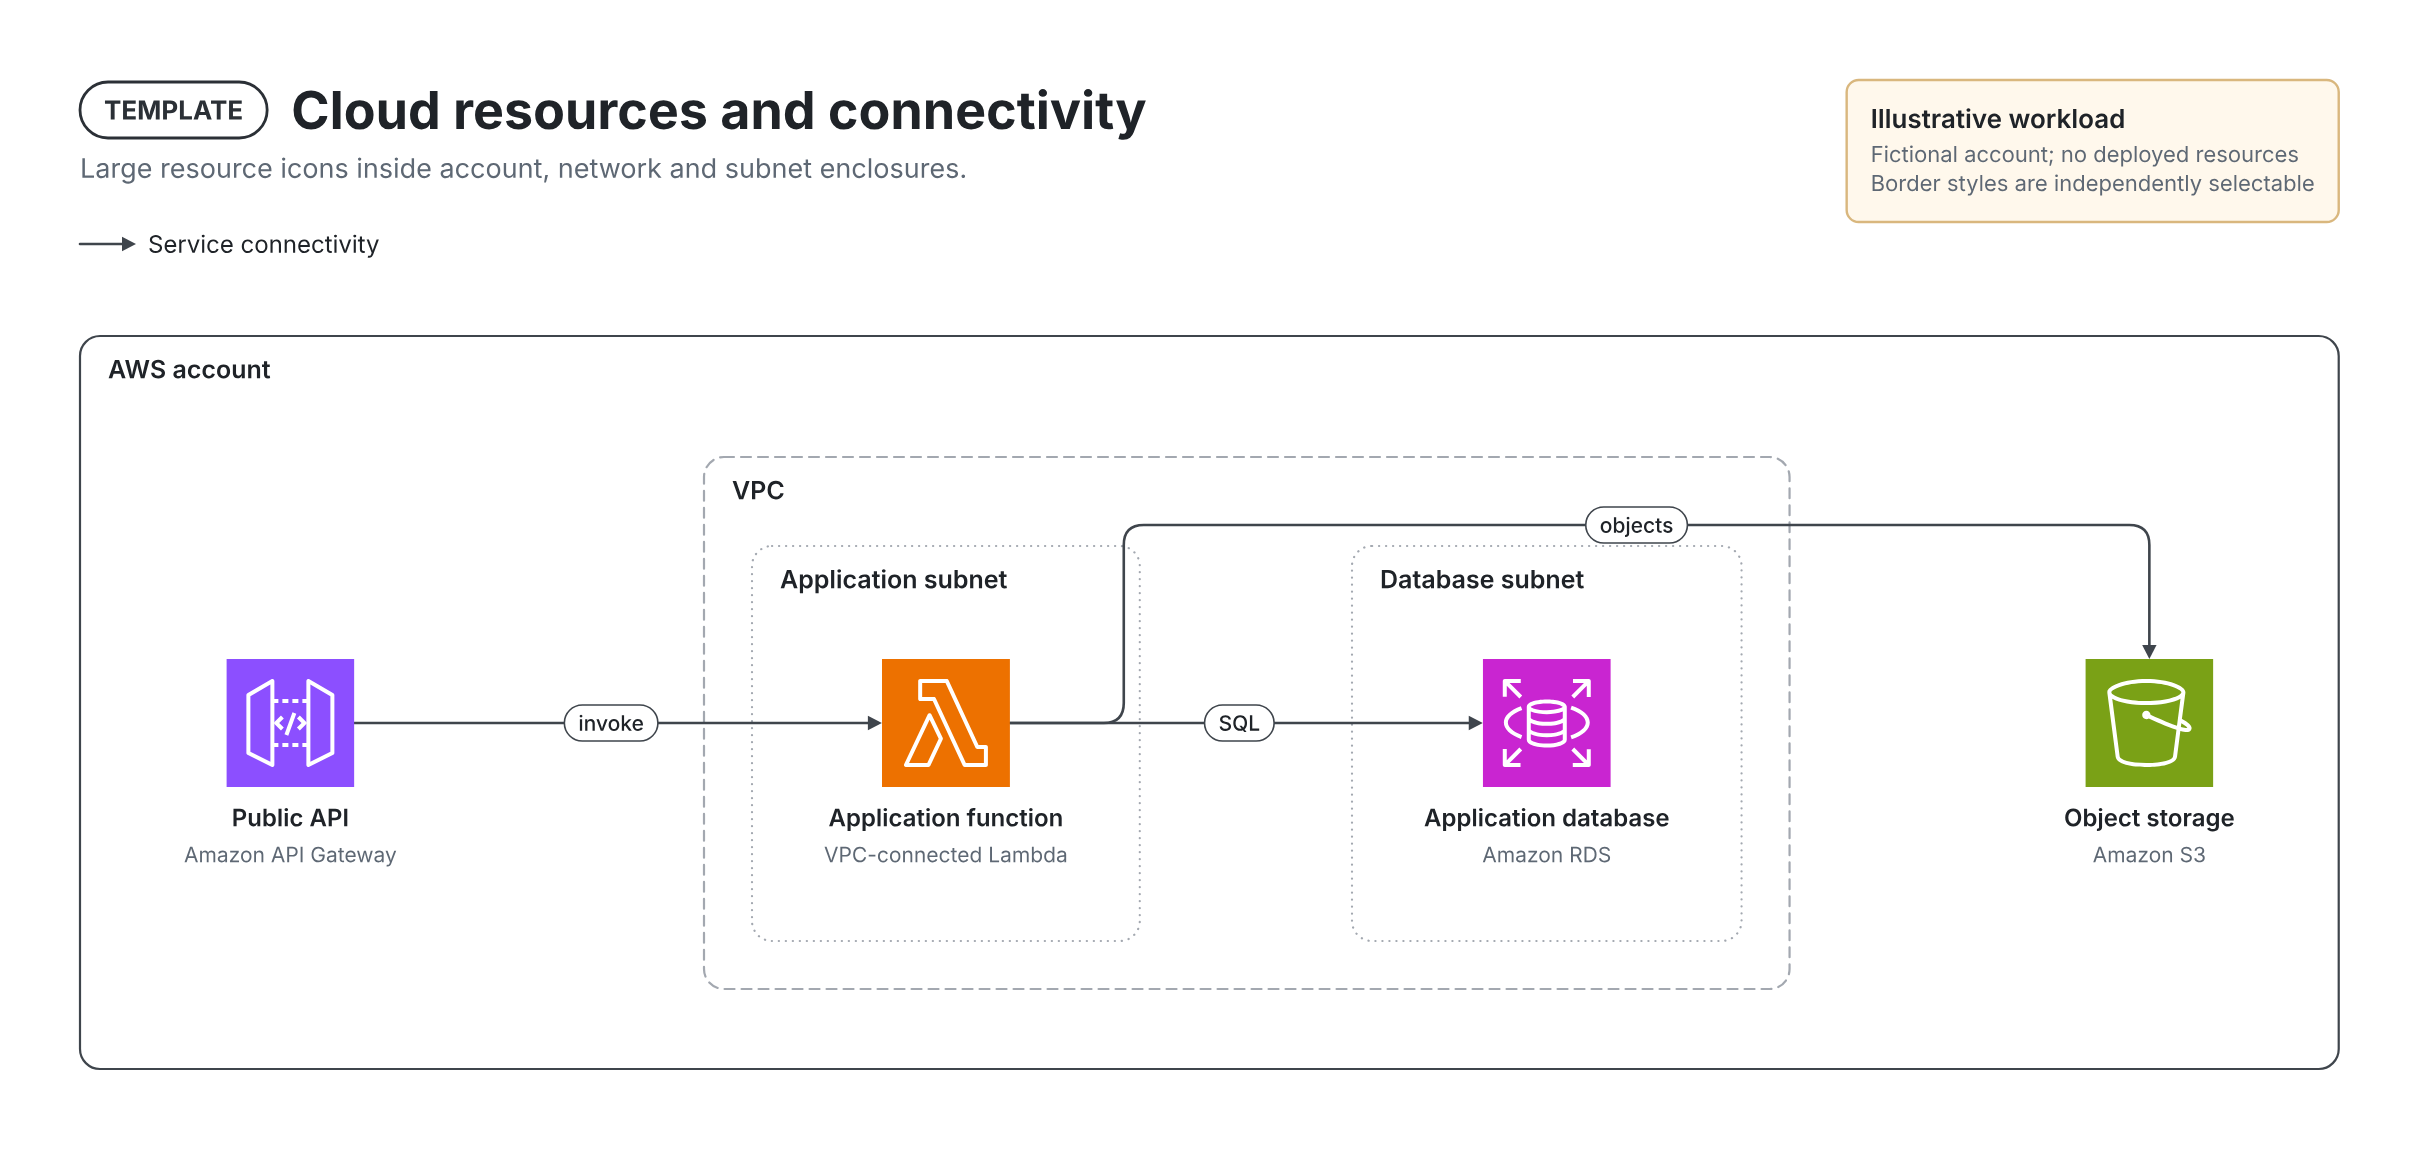 TEMPLATE
Cloud resources and connectivity
Large resource icons inside account, network and subnet enclosures.
Illustrative workload
Fictional account; no deployed resources
Border styles are independently selectable
Service connectivity
AWS account
VPC
objects
Application subnet
Database subnet
</>
invoke
SQL
Public API
Amazon API Gateway
Application function
VPC-connected Lambda
Application database
Amazon RDS
Object storage
Amazon S3